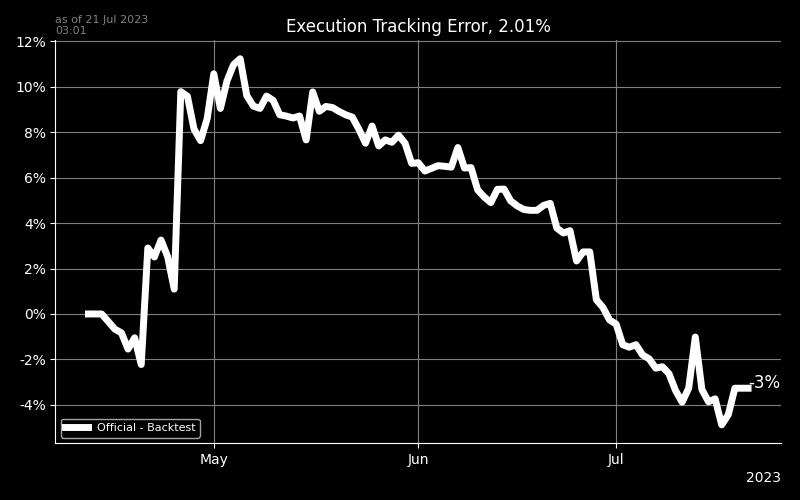 as of 21 Jul 2023
03:01
Execution Tracking Error, 2.01%
12%
10%
8%
6%
4%
2%
0%
-2%
-4%
-3%
Official - Backtest
May
Jun
Jul
2023